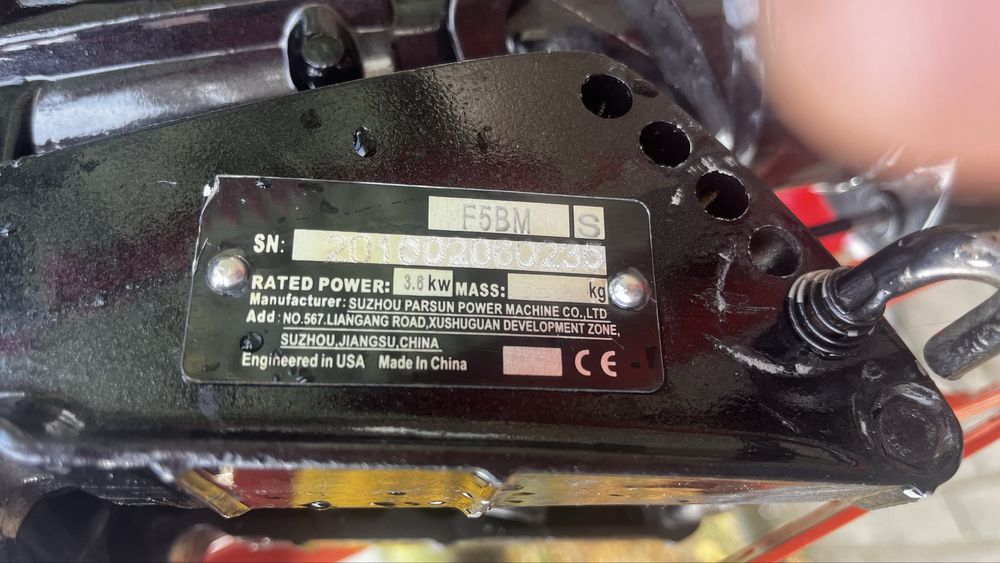 F5BM S
SN: 201602060235
RATED POWER: 3.6 kw MASS: kg
Manufacturer: SUZHOU PARSUN POWER MACHINE CO.,LTD
Add : NO.567.LIANGANG ROAD,XUSHUGUAN DEVELOPMENT ZONE,
SUZHOU,JIANGSU,CHINA
Engineered in USA Made In China CE